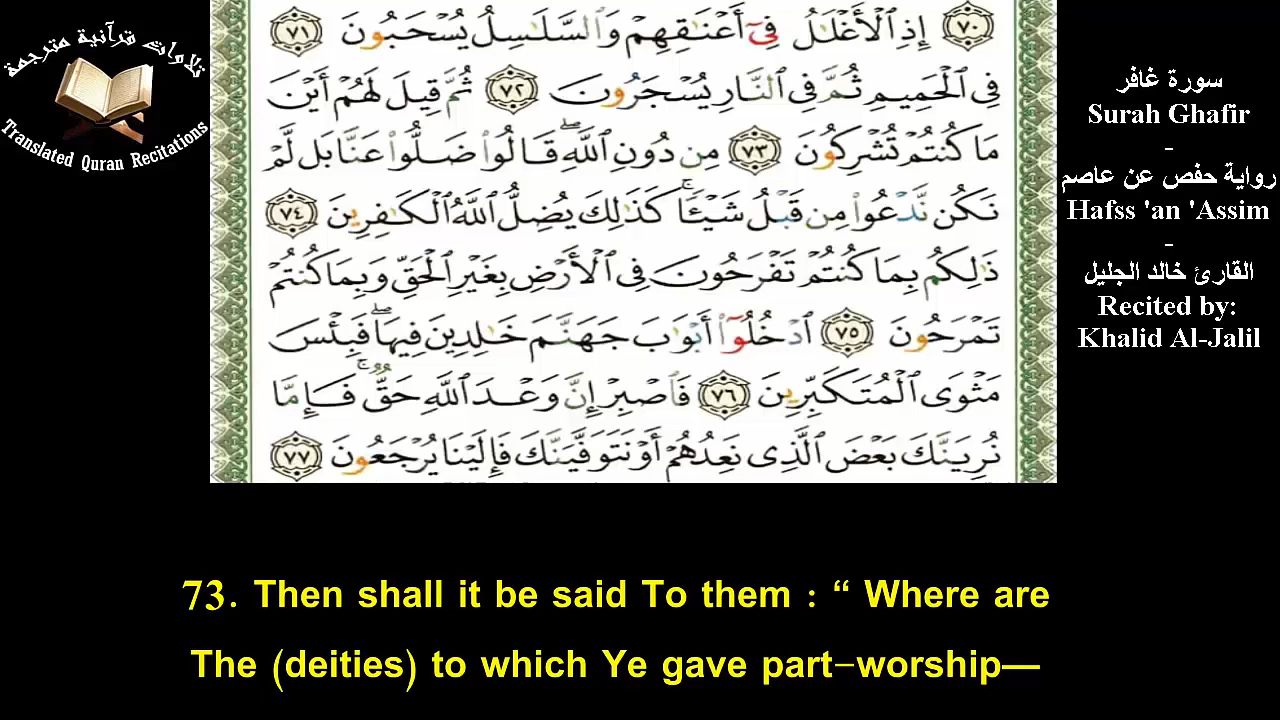 تلاوات قرآنية مترجمة
Translated Quran Recitations
٧٠ إِذِ ٱلْأَغْلَـٰلُ فِىٓ أَعْنَـٰقِهِمْ وَٱلسَّلَـٰسِلُ يُسْحَبُونَ ٧١
فِى ٱلْحَمِيمِ ثُمَّ فِى ٱلنَّارِ يُسْجَرُونَ ٧٢ ثُمَّ قِيلَ لَهُمْ أَيْنَ
مَا كُنتُمْ تُشْرِكُونَ ٧٣ مِن دُونِ ٱللَّهِ ۖ قَالُوا۟ ضَلُّوا۟ عَنَّا بَل لَّمْ
نَكُن نَّدْعُوا۟ مِن قَبْلُ شَيْـًٔا ۚ كَذَٰلِكَ يُضِلُّ ٱللَّهُ ٱلْكَـٰفِرِينَ ٧٤
ذَٰلِكُم بِمَا كُنتُمْ تَفْرَحُونَ فِى ٱلْأَرْضِ بِغَيْرِ ٱلْحَقِّ وَبِمَا كُنتُمْ
تَمْرَحُونَ ٧٥ ٱدْخُلُوٓا۟ أَبْوَٰبَ جَهَنَّمَ خَـٰلِدِينَ فِيهَا ۖ فَبِئْسَ
مَثْوَى ٱلْمُتَكَبِّرِينَ ٧٦ فَٱصْبِرْ إِنَّ وَعْدَ ٱللَّهِ حَقٌّ ۚ فَإِمَّا
نُرِيَنَّكَ بَعْضَ ٱلَّذِى نَعِدُهُمْ أَوْ نَتَوَفَّيَنَّكَ فَإِلَيْنَا يُرْجَعُونَ ٧٧
سورة غافر
Surah Ghafir
-
رواية حفص عن عاصم
Hafss 'an 'Assim
-
القارئ خالد الجليل
Recited by:
Khalid Al-Jalil
73. Then shall it be said To them : “ Where are
The (deities) to which Ye gave part–worship—